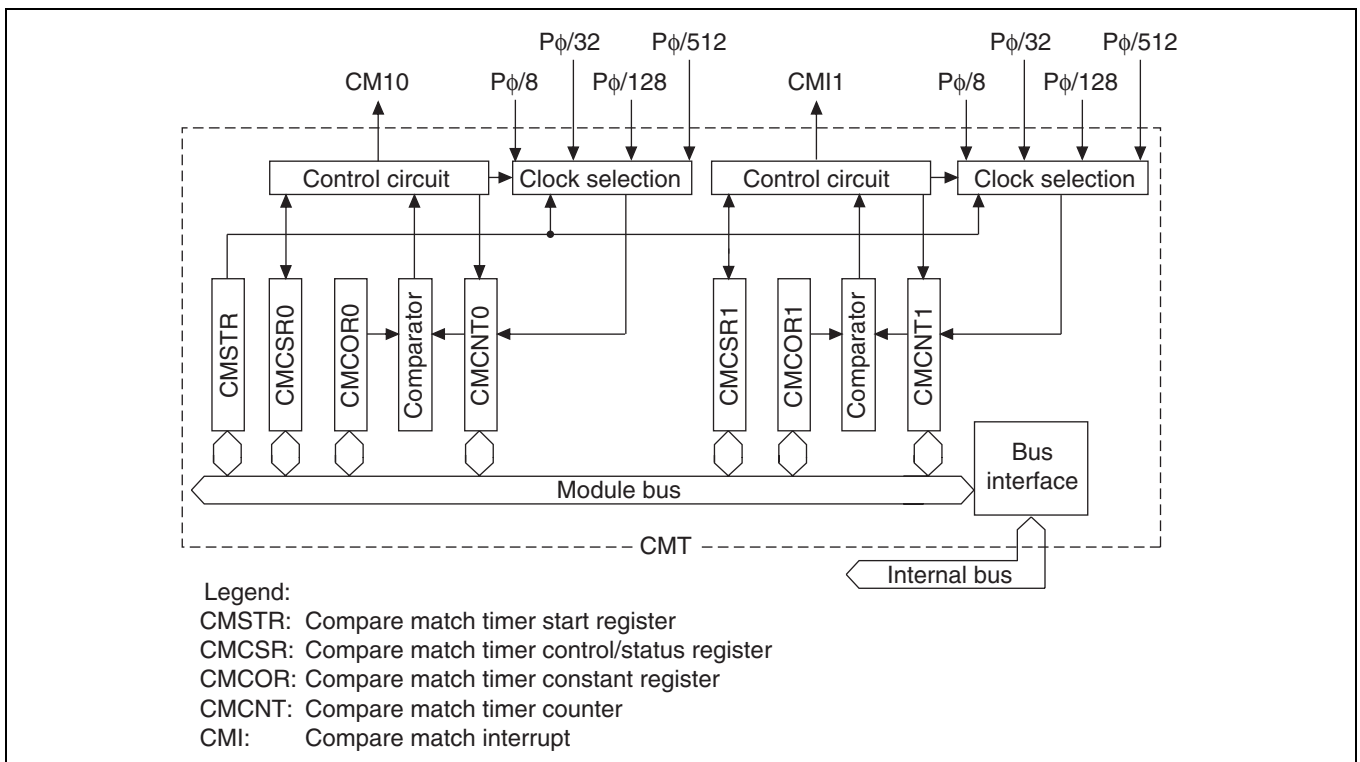 Pϕ/32 Pϕ/512 Pϕ/32 Pϕ/512
CM10 Pϕ/8 Pϕ/128 CMI1 Pϕ/8 Pϕ/128
Control circuit Clock selection Control circuit Clock selection
CMSTR
CMCSR0
CMCOR0
Comparator
CMCNT0
CMCSR1
CMCOR1
Comparator
CMCNT1
Bus
interface
Module bus
CMT
Internal bus
Legend:
CMSTR: Compare match timer start register
CMCSR: Compare match timer control/status register
CMCOR: Compare match timer constant register
CMCNT: Compare match timer counter
CMI: Compare match interrupt